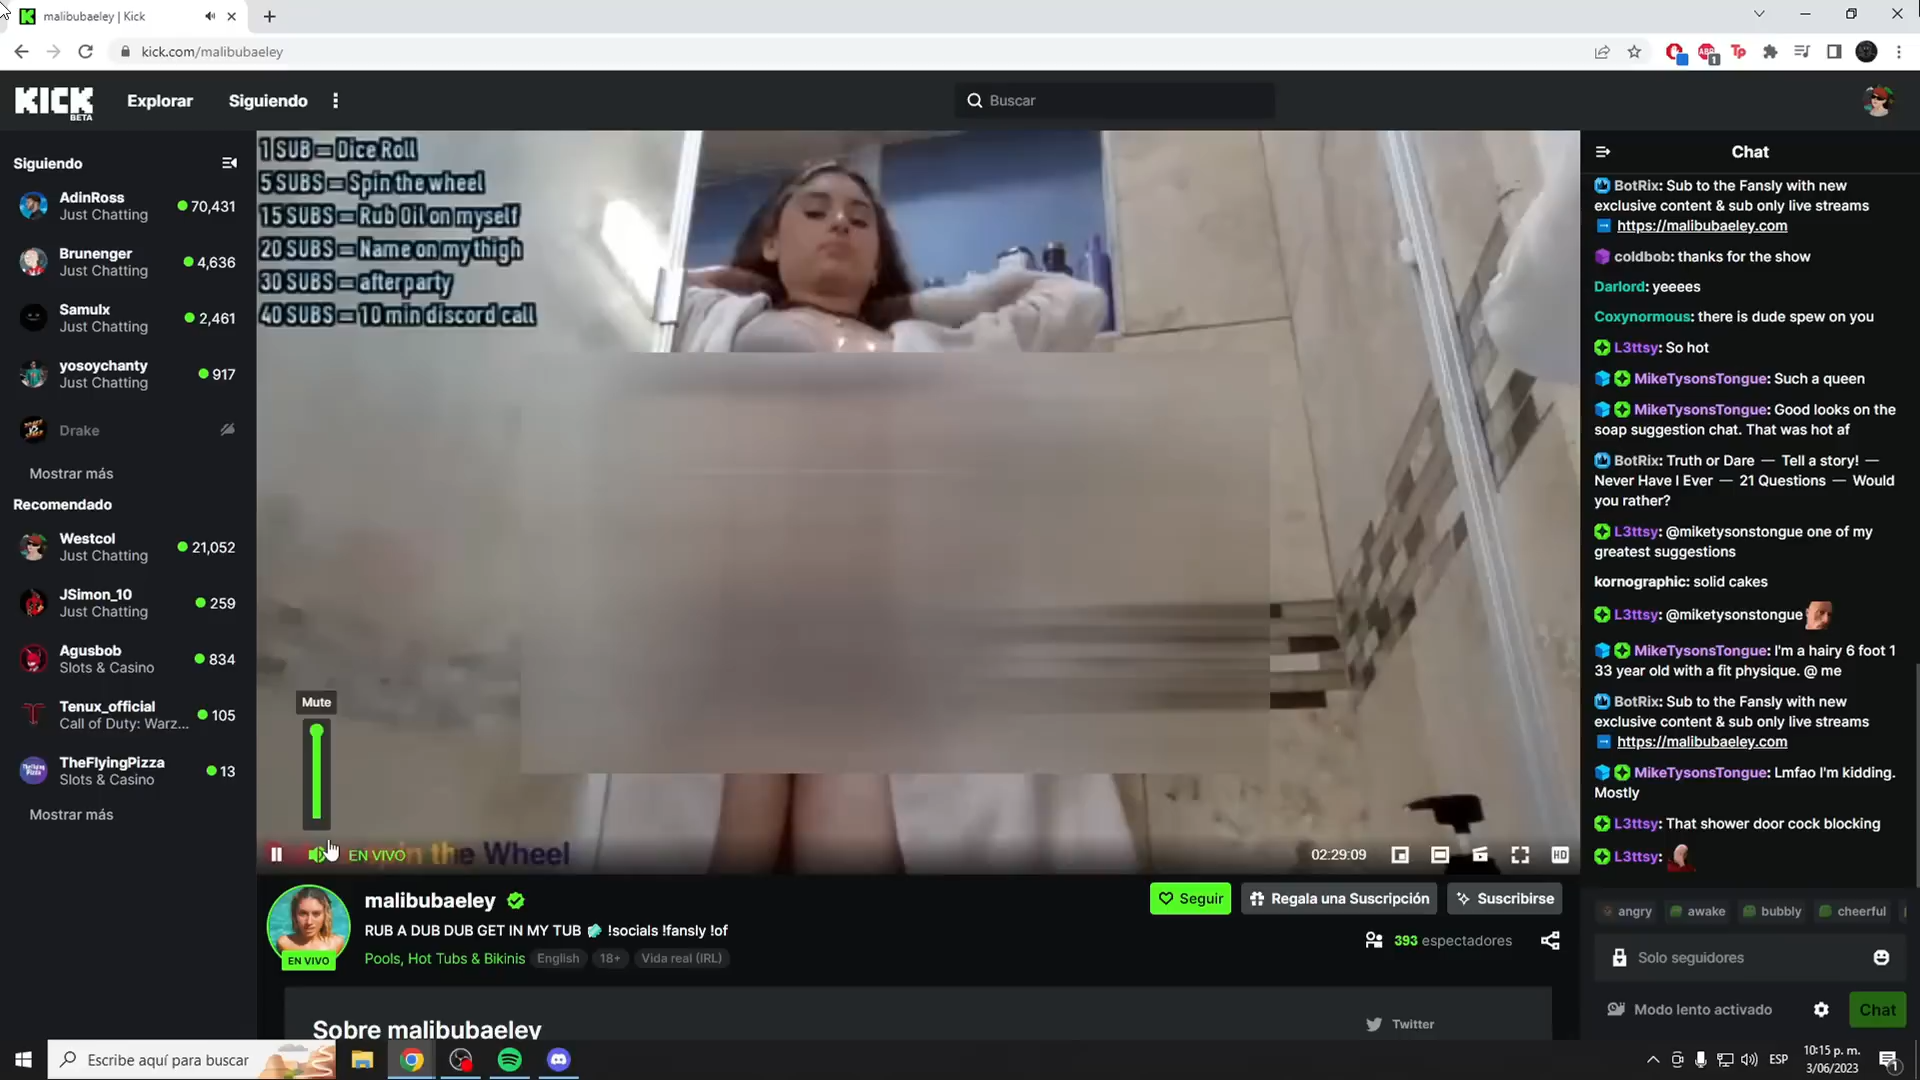 malibubaeley | Kick
kick.com/malibubaeley
KICK
BETA
Explorar
Siguiendo
Buscar
Siguiendo
AdinRoss
Just Chatting
70,431
Brunenger
Just Chatting
4,636
Samulx
Just Chatting
2,461
yosoychanty
Just Chatting
917
Drake
Mostrar más
Recomendado
Westcol
Just Chatting
21,052
JSimon_10
Just Chatting
259
Agusbob
Slots & Casino
834
Tenux_official
Call of Duty: Warz...
105
TheFlyingPizza
Slots & Casino
13
Mostrar más
1 SUB = Dice Roll
5 SUBS = Spin the wheel
15 SUBS = Rub Oil on myself
20 SUBS = Name on my thigh
30 SUBS = afterparty
40 SUBS = 10 min discord call
Mute
EN VIVO
in the Wheel
02:29:09
HD
malibubaeley
RUB A DUB DUB GET IN MY TUB !socials !fansly !of
EN VIVO
Pools, Hot Tubs & Bikinis English 18+ Vida real (IRL)
Seguir
Regala una Suscripción
Suscribirse
393 espectadores
Sobre malibubaeley
Twitter
Chat
BotRix: Sub to the Fansly with new
exclusive content & sub only live streams
https://malibubaeley.com
coldbob: thanks for the show
Darlord: yeeees
Coxynormous: there is dude spew on you
L3ttsy: So hot
MikeTysonsTongue: Such a queen
MikeTysonsTongue: Good looks on the
soap suggestion chat. That was hot af
BotRix: Truth or Dare — Tell a story! —
Never Have I Ever — 21 Questions — Would
you rather?
L3ttsy: @miketysonstongue one of my
greatest suggestions
kornographic: solid cakes
L3ttsy: @miketysonstongue
MikeTysonsTongue: I'm a hairy 6 foot 1
33 year old with a fit physique. @ me
BotRix: Sub to the Fansly with new
exclusive content & sub only live streams
https://malibubaeley.com
MikeTysonsTongue: Lmfao I'm kidding.
Mostly
L3ttsy: That shower door cock blocking
L3ttsy:
angry awake bubbly cheerful
Solo seguidores
Modo lento activado
Chat
Escribe aquí para buscar
ESP
10:15 p. m.
3/06/2023